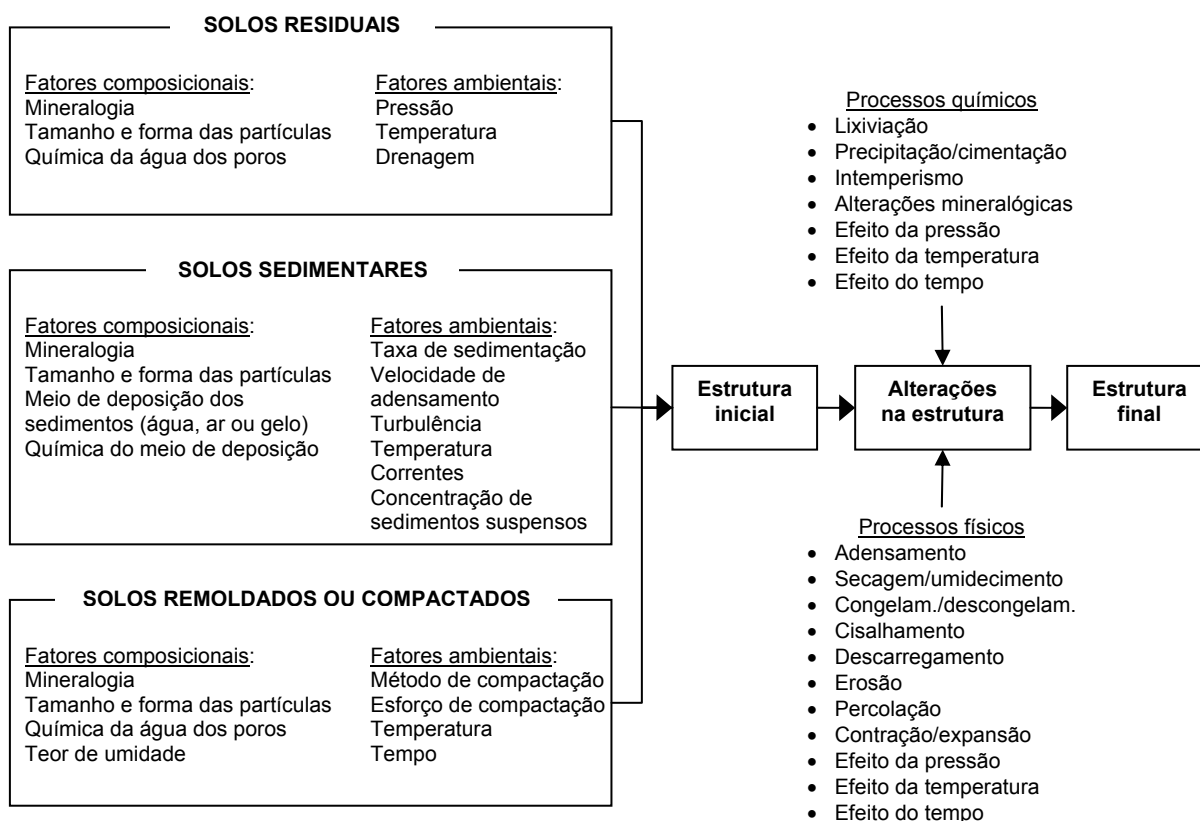 SOLOS RESIDUAIS
Fatores composicionais:
Mineralogia
Tamanho e forma das partículas
Química da água dos poros
Fatores ambientais:
Pressão
Temperatura
Drenagem
SOLOS SEDIMENTARES
Fatores composicionais:
Mineralogia
Tamanho e forma das partículas
Meio de deposição dos
sedimentos (água, ar ou gelo)
Química do meio de deposição
Fatores ambientais:
Taxa de sedimentação
Velocidade de
adensamento
Turbulência
Temperatura
Correntes
Concentração de
sedimentos suspensos
SOLOS REMOLDADOS OU COMPACTADOS
Fatores composicionais:
Mineralogia
Tamanho e forma das partículas
Química da água dos poros
Teor de umidade
Fatores ambientais:
Método de compactação
Esforço de compactação
Temperatura
Tempo
Estrutura
inicial
Processos químicos
• Lixiviação
• Precipitação/cimentação
• Intemperismo
• Alterações mineralógicas
• Efeito da pressão
• Efeito da temperatura
• Efeito do tempo
Alterações
na estrutura
Processos físicos
• Adensamento
• Secagem/umidecimento
• Congelam./descongelam.
• Cisalhamento
• Descarregamento
• Erosão
• Percolação
• Contração/expansão
• Efeito da pressão
• Efeito da temperatura
• Efeito do tempo
Estrutura
final